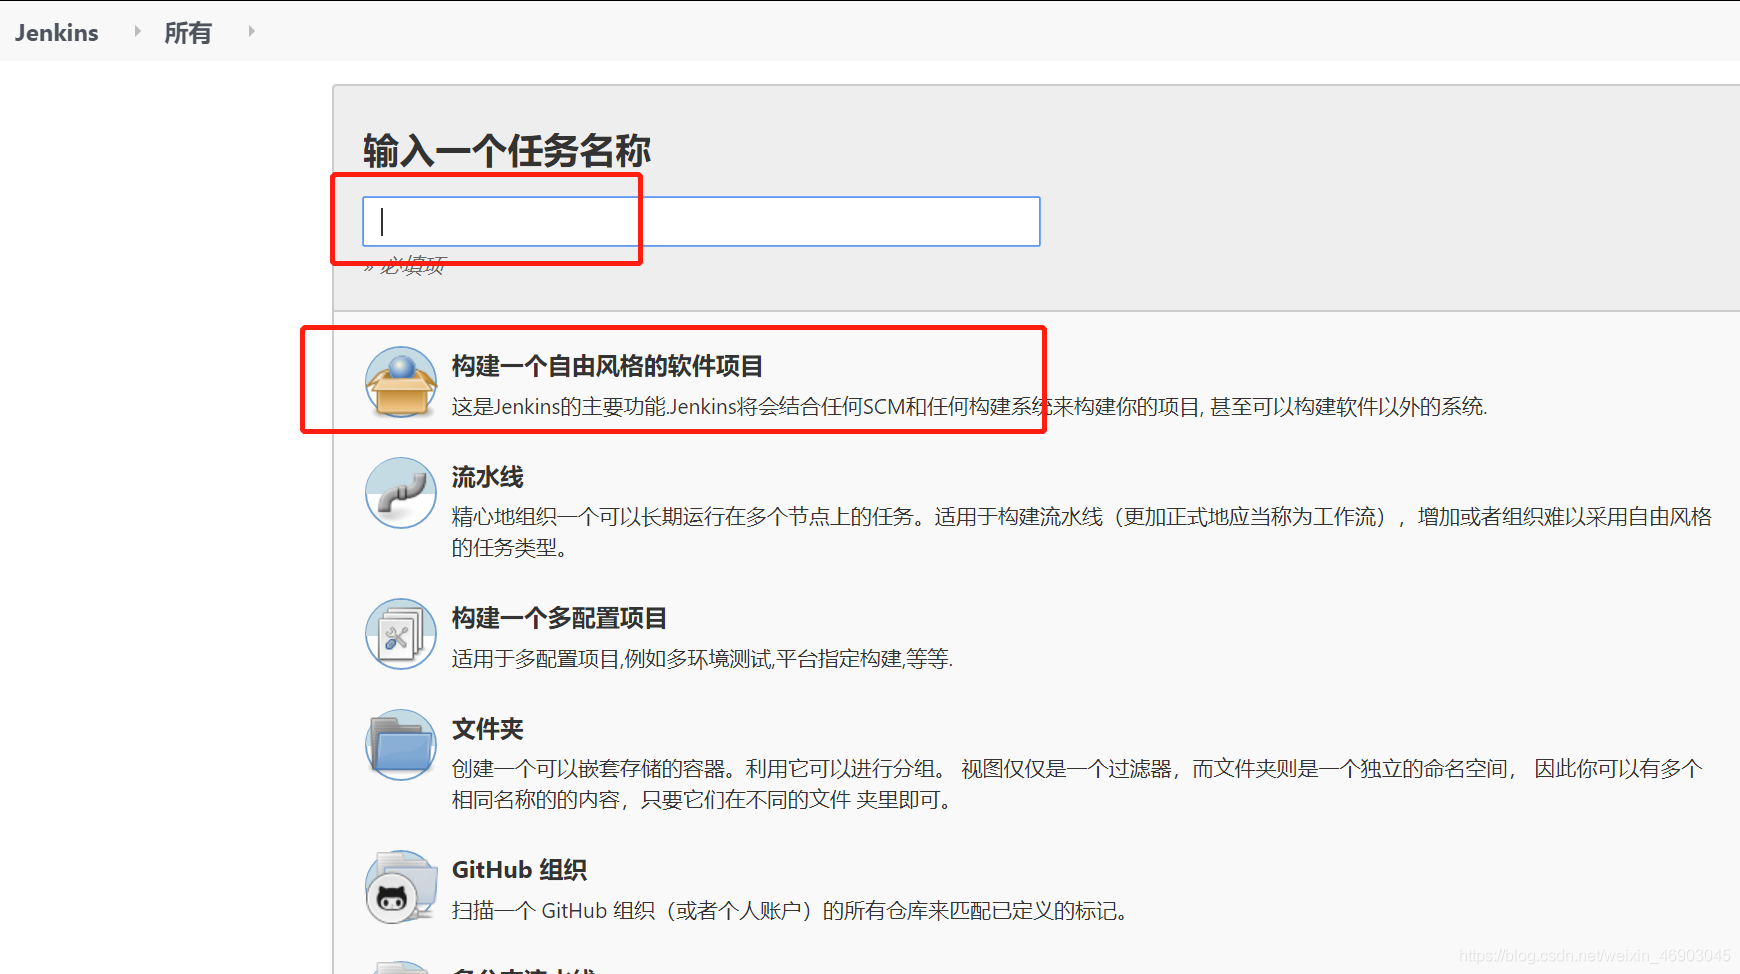 Jenkins 所有
输入一个任务名称
» 必填项
构建一个自由风格的软件项目
这是Jenkins的主要功能.Jenkins将会结合任何SCM和任何构建系统来构建你的项目, 甚至可以构建软件以外的系统.
流水线
精心地组织一个可以长期运行在多个节点上的任务。适用于构建流水线（更加正式地应当称为工作流），增加或者组织难以采用自由风格
的任务类型。
构建一个多配置项目
适用于多配置项目,例如多环境测试,平台指定构建,等等.
文件夹
创建一个可以嵌套存储的容器。利用它可以进行分组。 视图仅仅是一个过滤器，而文件夹则是一个独立的命名空间， 因此你可以有多个
相同名称的的内容，只要它们在不同的文件 夹里即可。
GitHub 组织
扫描一个 GitHub 组织（或者个人账户）的所有仓库来匹配已定义的标记。
多分支流水线
https://blog.csdn.net/weixin_46903045